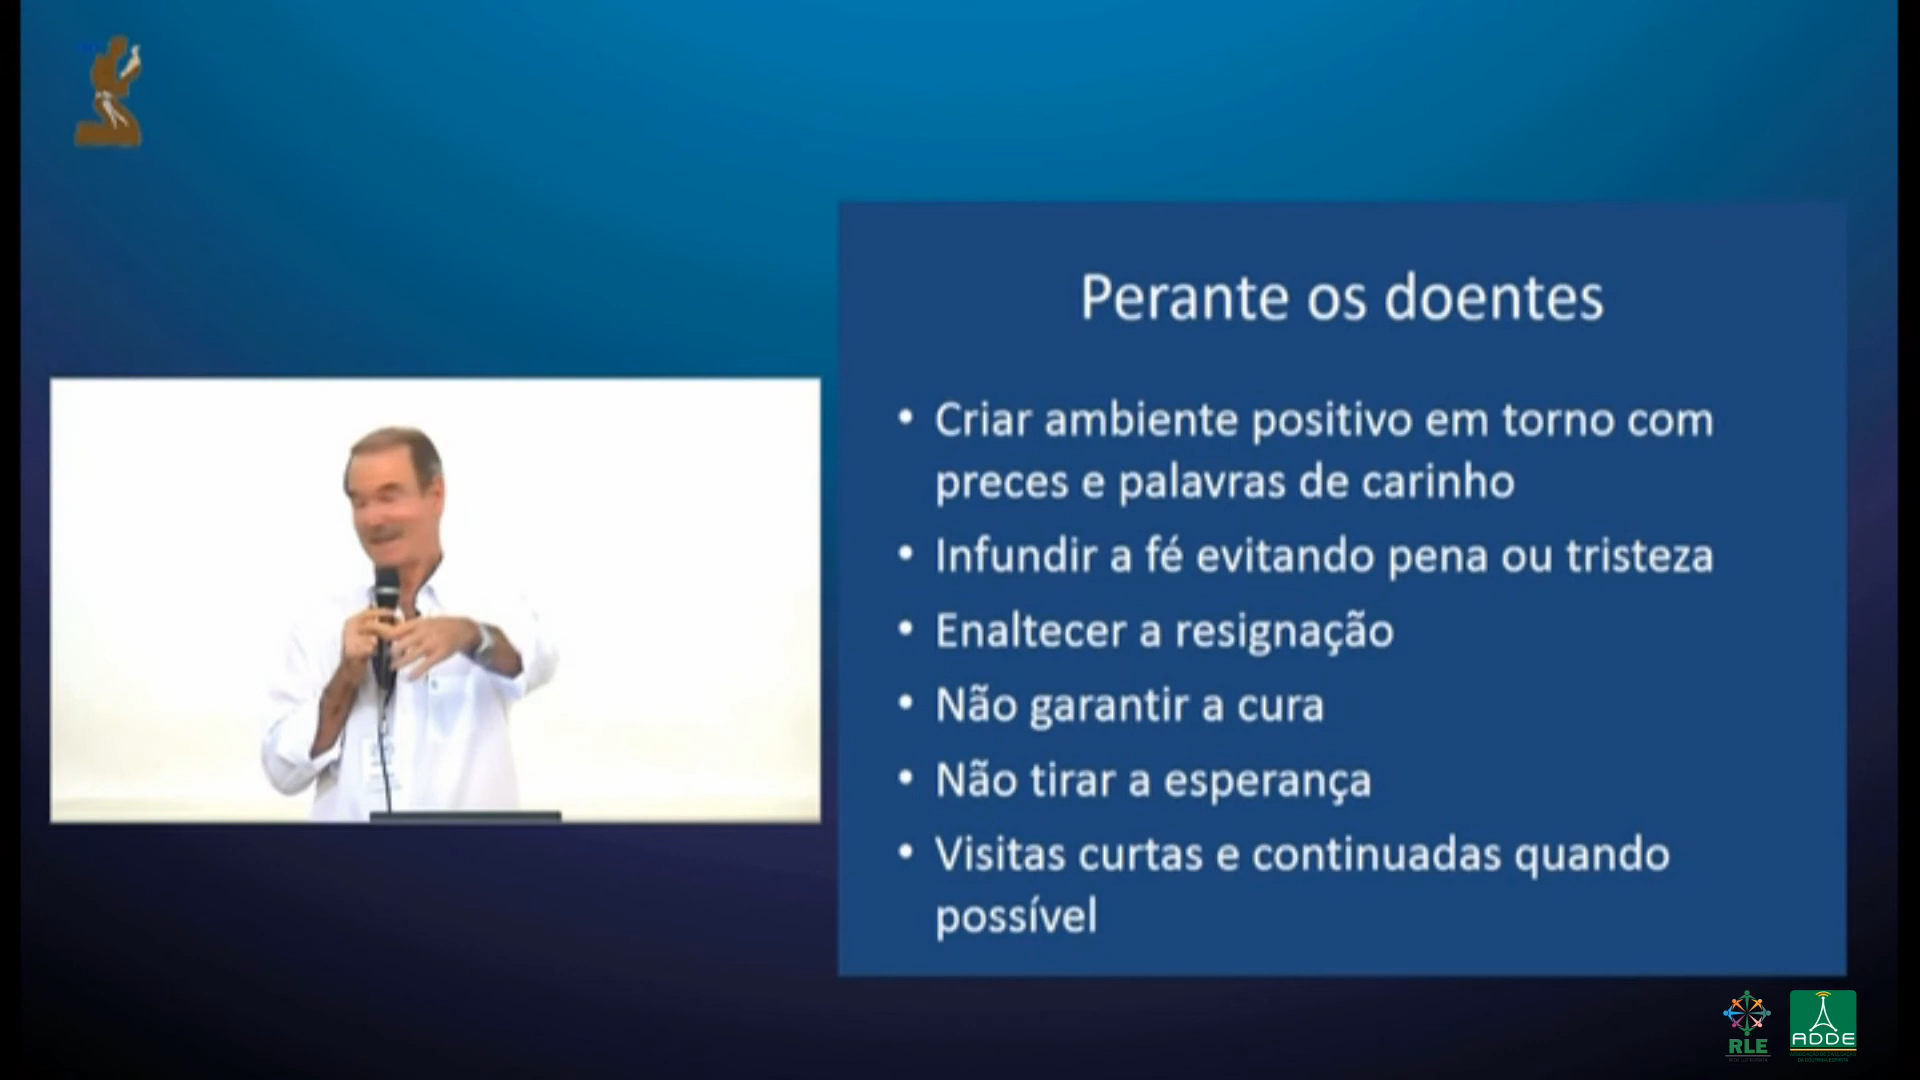 Perante os doentes
• Criar ambiente positivo em torno com
preces e palavras de carinho
• Infundir a fé evitando pena ou tristeza
• Enaltecer a resignação
• Não garantir a cura
• Não tirar a esperança
• Visitas curtas e continuadas quando
possível
RLE
ADDE